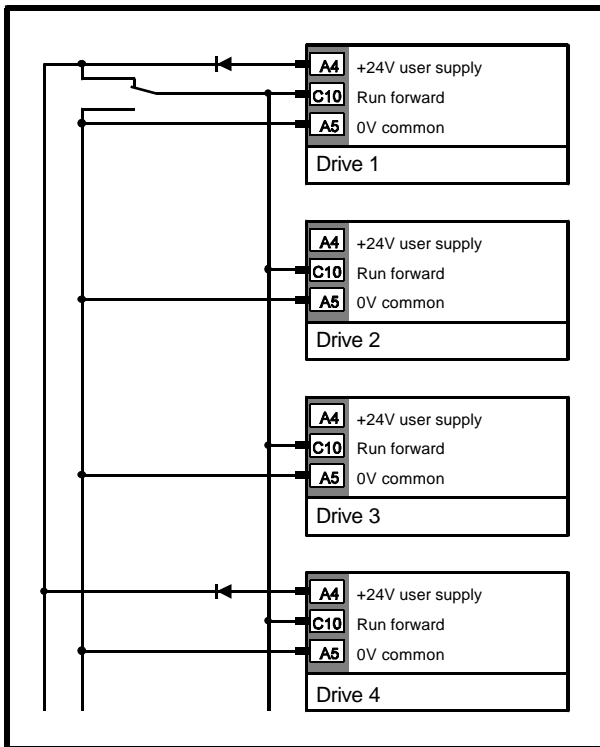 A4 +24V user supply
C10 Run forward
A5 0V common
Drive 1
A4 +24V user supply
C10 Run forward
A5 0V common
Drive 2
A4 +24V user supply
C10 Run forward
A5 0V common
Drive 3
A4 +24V user supply
C10 Run forward
A5 0V common
Drive 4